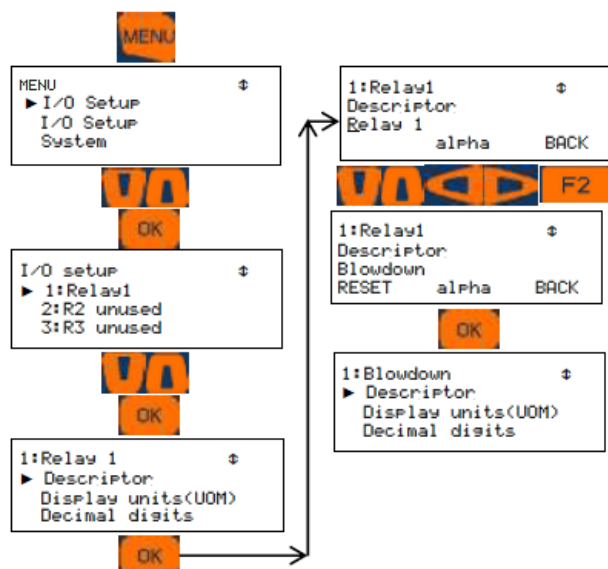 MENU
MENU
I/O Setup
I/O Setup
System
OK
I/O setup
1:Relay1
2:R2 unused
3:R3 unused
OK
1:Relay 1
Descriptor
Display units(UOM)
Decimal digits
OK
1:Relay1
Descriptor
Relay 1
alpha BACK
F2
1:Relay1
Descriptor
Blowdown
RESET alpha BACK
OK
1:Blowdown
Descriptor
Display units(UOM)
Decimal digits